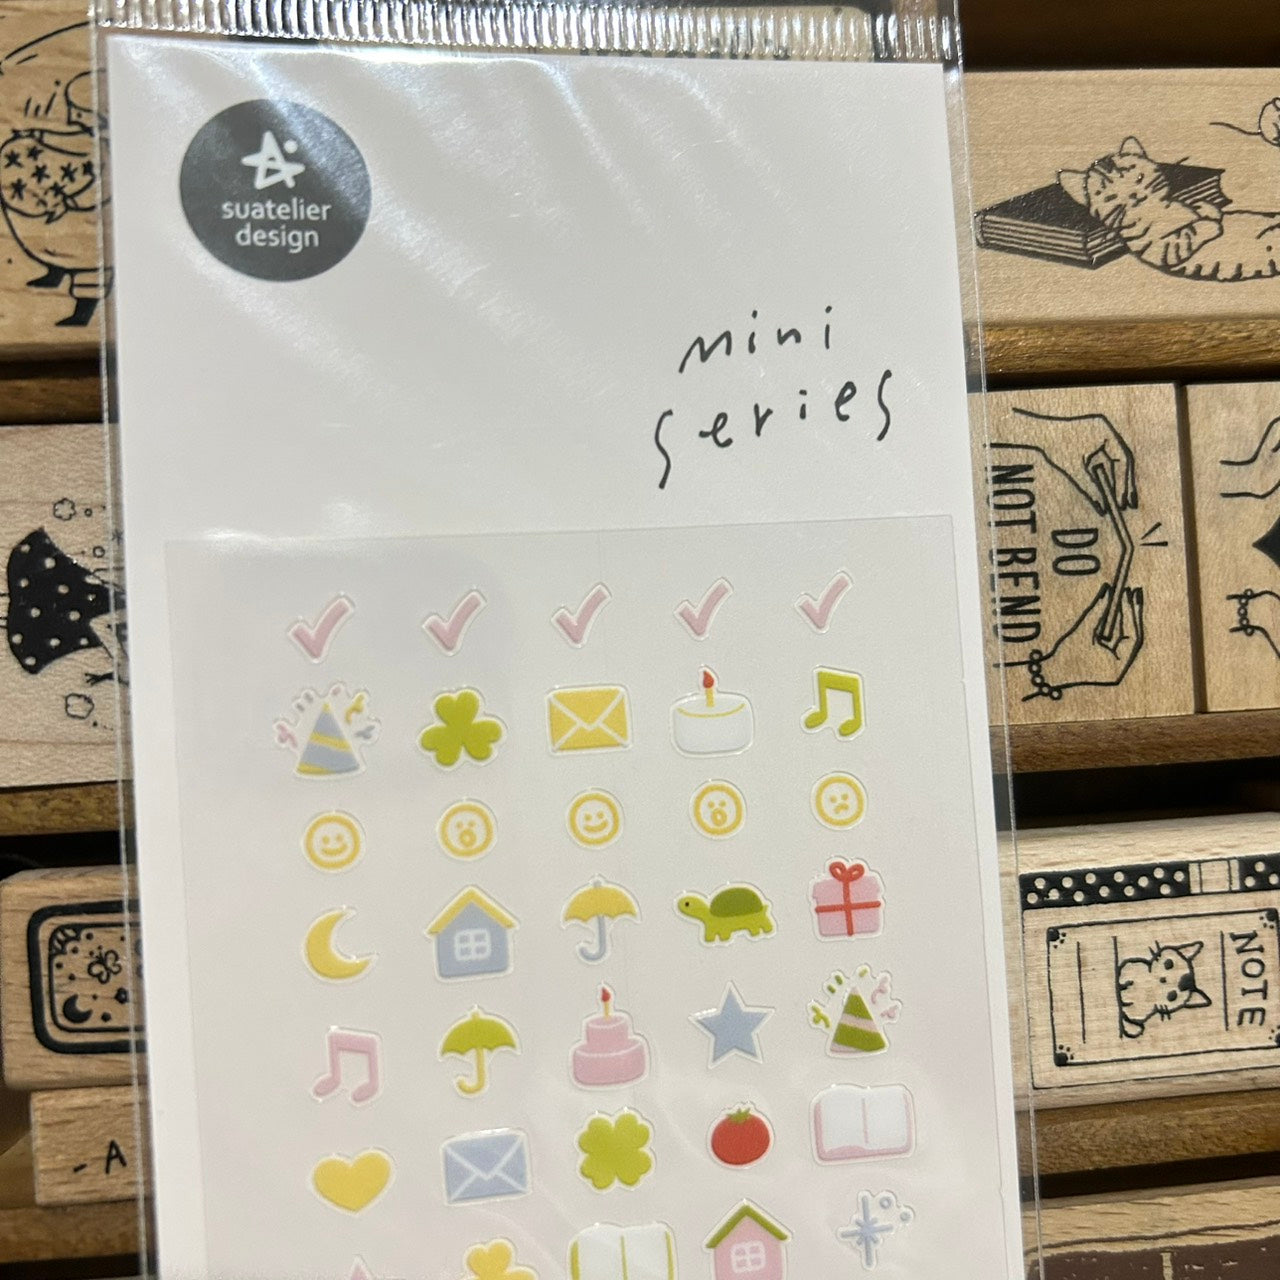 suatelier
design
mini
series
DO
NOT BEND
NOTE
- A